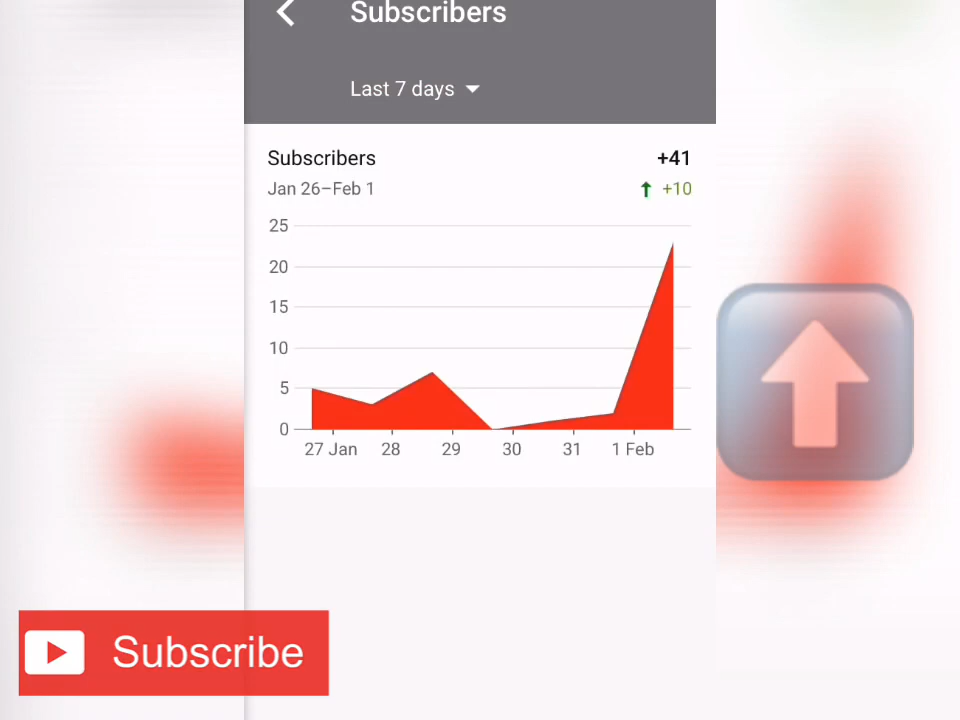 Subscribers
Last 7 days
Subscribers +41
Jan 26–Feb 1 +10
25
20
15
10
5
0
27 Jan 28 29 30 31 1 Feb
Subscribe